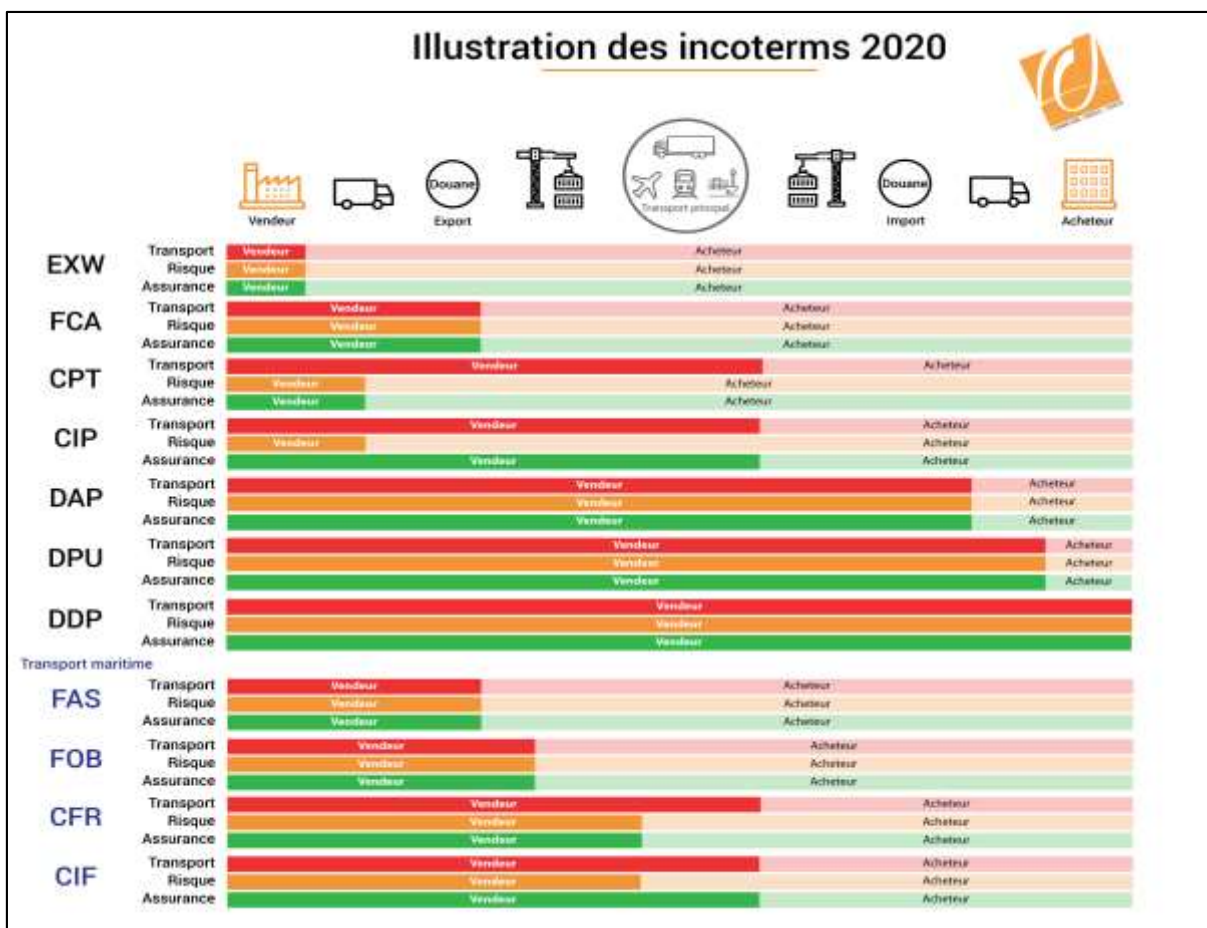 Illustration des incoterms 2020
Douane
Douane
Transport principal
Vendeur
Export
Import
Acheteur
EXW
Transport Vendeur Acheteur
Risque Vendeur Acheteur
Assurance Vendeur Acheteur
FCA
Transport Vendeur Acheteur
Risque Vendeur Acheteur
Assurance Vendeur Acheteur
CPT
Transport Vendeur Acheteur
Risque Vendeur Acheteur
Assurance Vendeur Acheteur
CIP
Transport Vendeur Acheteur
Risque Vendeur Acheteur
Assurance Vendeur Acheteur
DAP
Transport Vendeur Acheteur
Risque Vendeur Acheteur
Assurance Vendeur Acheteur
DPU
Transport Vendeur Acheteur
Risque Vendeur Acheteur
Assurance Vendeur Acheteur
DDP
Transport Vendeur
Risque Vendeur
Assurance Vendeur
Transport maritime
FAS
Transport Vendeur Acheteur
Risque Vendeur Acheteur
Assurance Vendeur Acheteur
FOB
Transport Vendeur Acheteur
Risque Vendeur Acheteur
Assurance Vendeur Acheteur
CFR
Transport Vendeur Acheteur
Risque Vendeur Acheteur
Assurance Vendeur Acheteur
CIF
Transport Vendeur Acheteur
Risque Vendeur Acheteur
Assurance Vendeur Acheteur